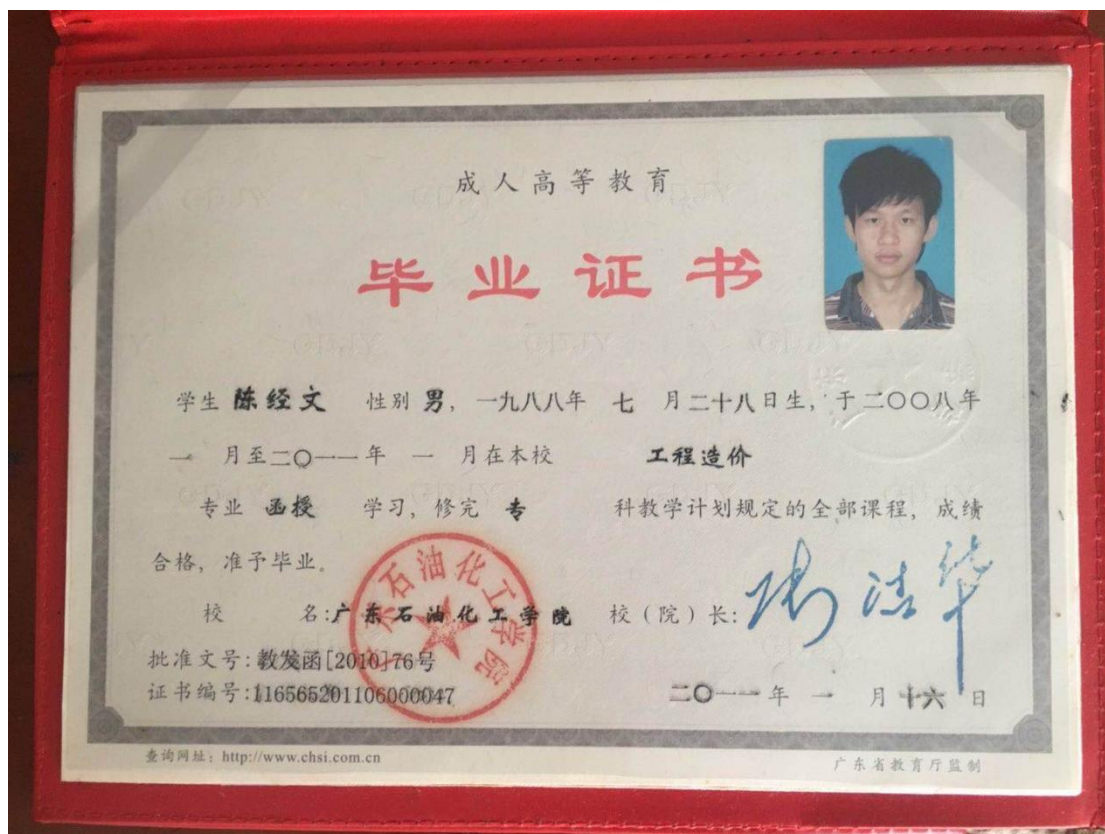 成人高等教育
毕业证书
学生 陈经文 性别 男, 一九八八年 七 月二十八日生, 于二〇〇八年
一 月至二〇一一年 一 月在本校 工程造价
专业 函授 学习, 修完 专 科教学计划规定的全部课程, 成绩
合格, 准予毕业。
校 名:广东石油化工学院 校(院)长:
批准文号:教发函[2010]76号
证书编号:116565201106000047 二〇一一年 一 月十六 日
查询网址: http://www.chsi.com.cn 广东省教育厅监制
东石油化工学院